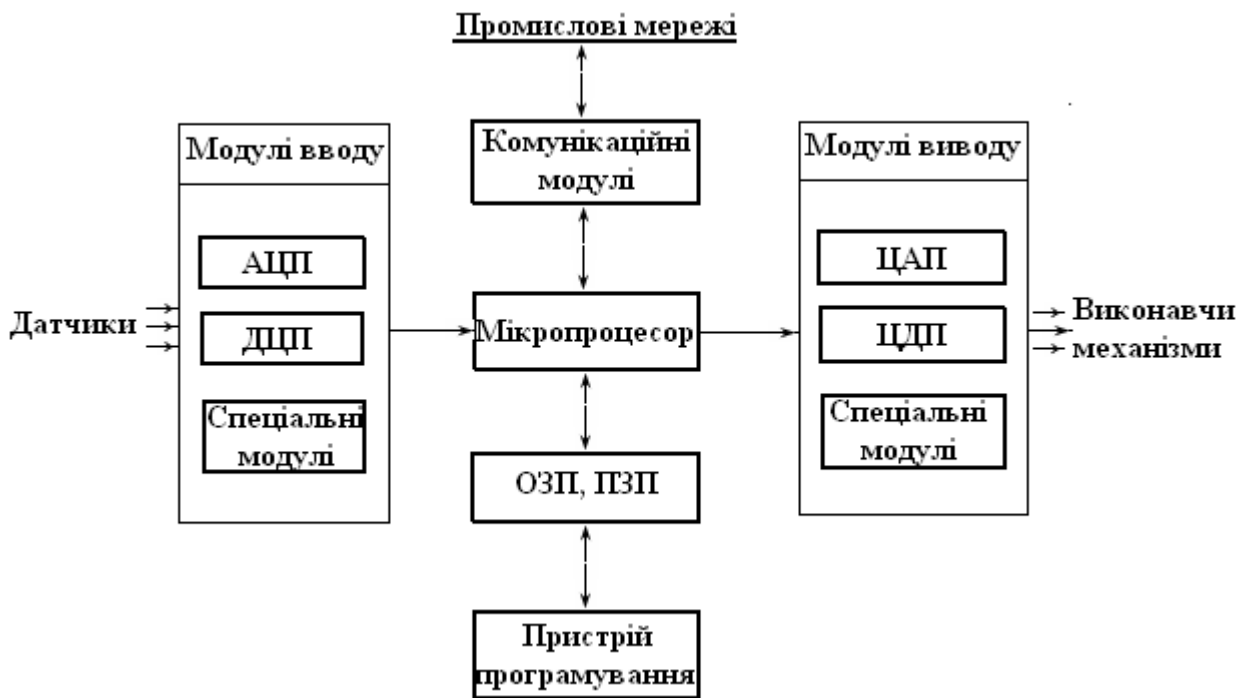 Промислові мережі
Модулі вводу
Комунікаційні
модулі
Модулі виводу
АЦП
ЦАП
Датчики
ДЦП
Мікропроцесор
ЦДП
Виконавчи
механізми
Спеціальні
модулі
ОЗП, ПЗП
Спеціальні
модулі
Пристрій
програмування